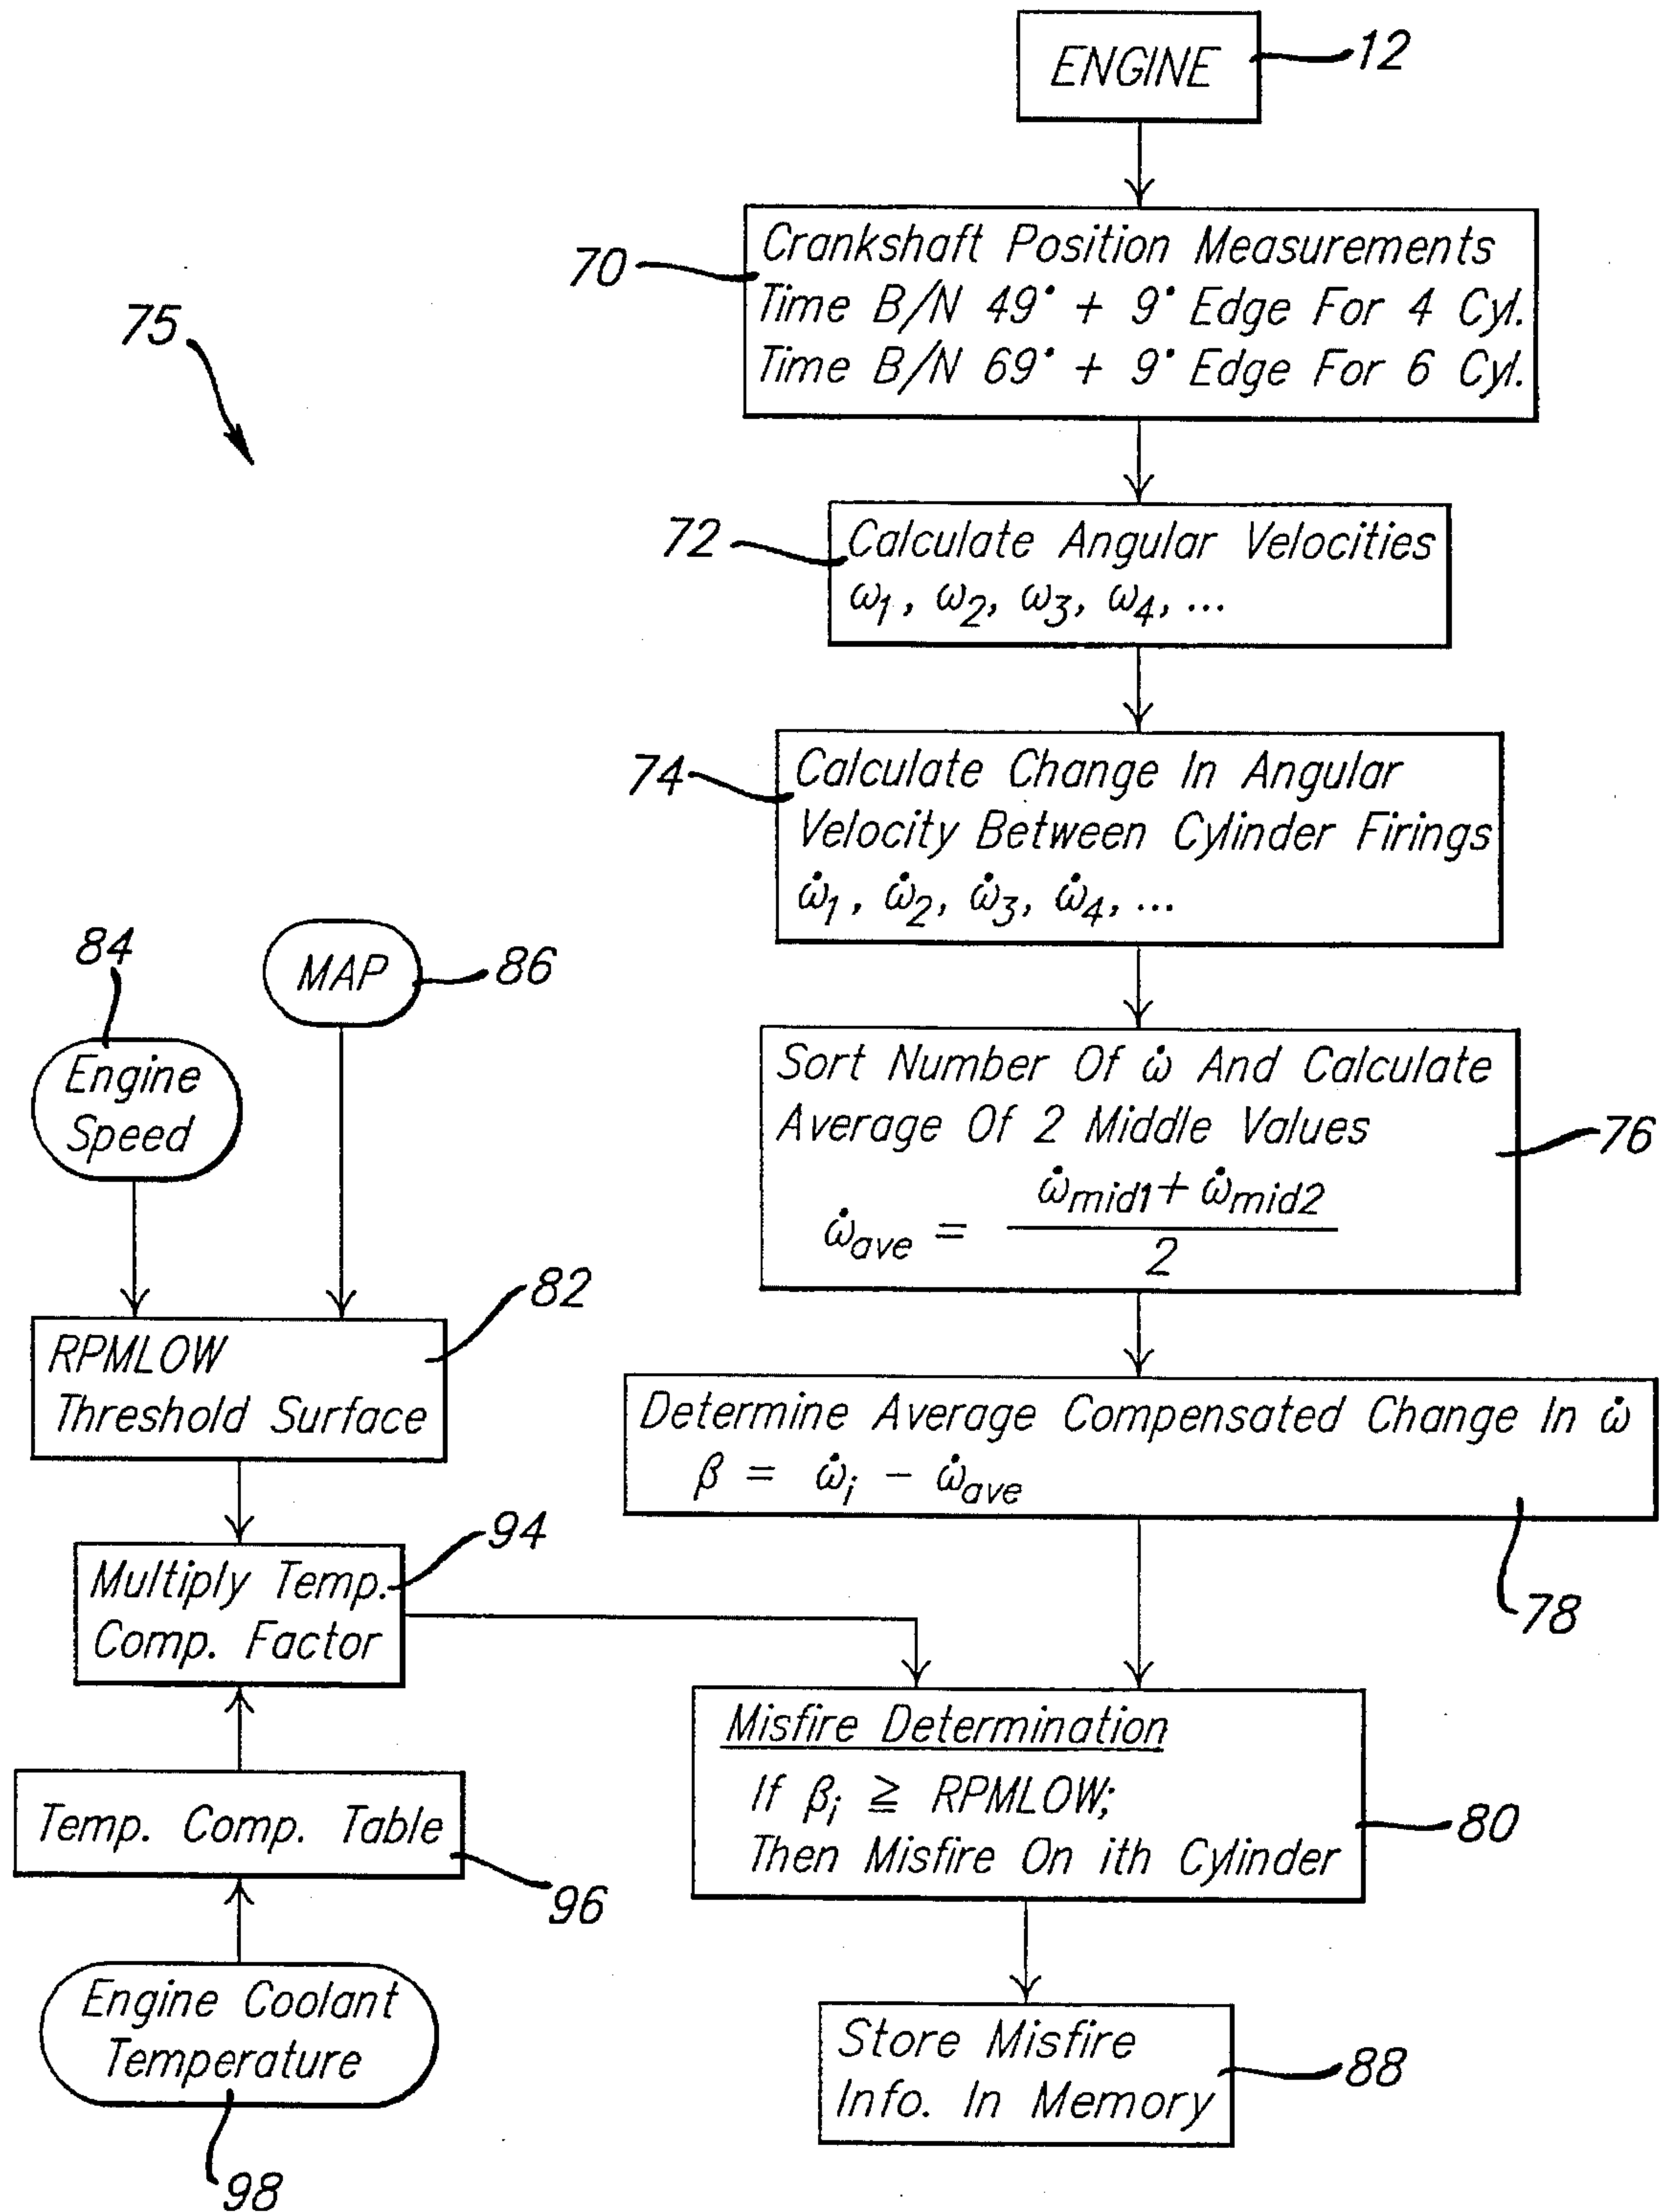 ENGINE
12
70
Crankshaft Position Measurements
Time B/N 49° + 9° Edge For 4 Cyl.
Time B/N 69° + 9° Edge For 6 Cyl.
75
72
Calculate Angular Velocities
ω1, ω2, ω3, ω4, ...
74
Calculate Change In Angular
Velocity Between Cylinder Firings
ω̇1, ω̇2, ω̇3, ω̇4, ...
84
MAP
86
Engine
Speed
Sort Number Of ω̇ And Calculate
Average Of 2 Middle Values
ω̇ave = (ω̇mid1 + ω̇mid2) / 2
76
82
RPMLOW
Threshold Surface
Determine Average Compensated Change In ω̇
β = ω̇i - ω̇ave
78
94
Multiply Temp.
Comp. Factor
Misfire Determination
If βi ≧ RPMLOW;
Then Misfire On ith Cylinder
80
Temp. Comp. Table
96
Engine Coolant
Temperature
98
Store Misfire
Info. In Memory
88